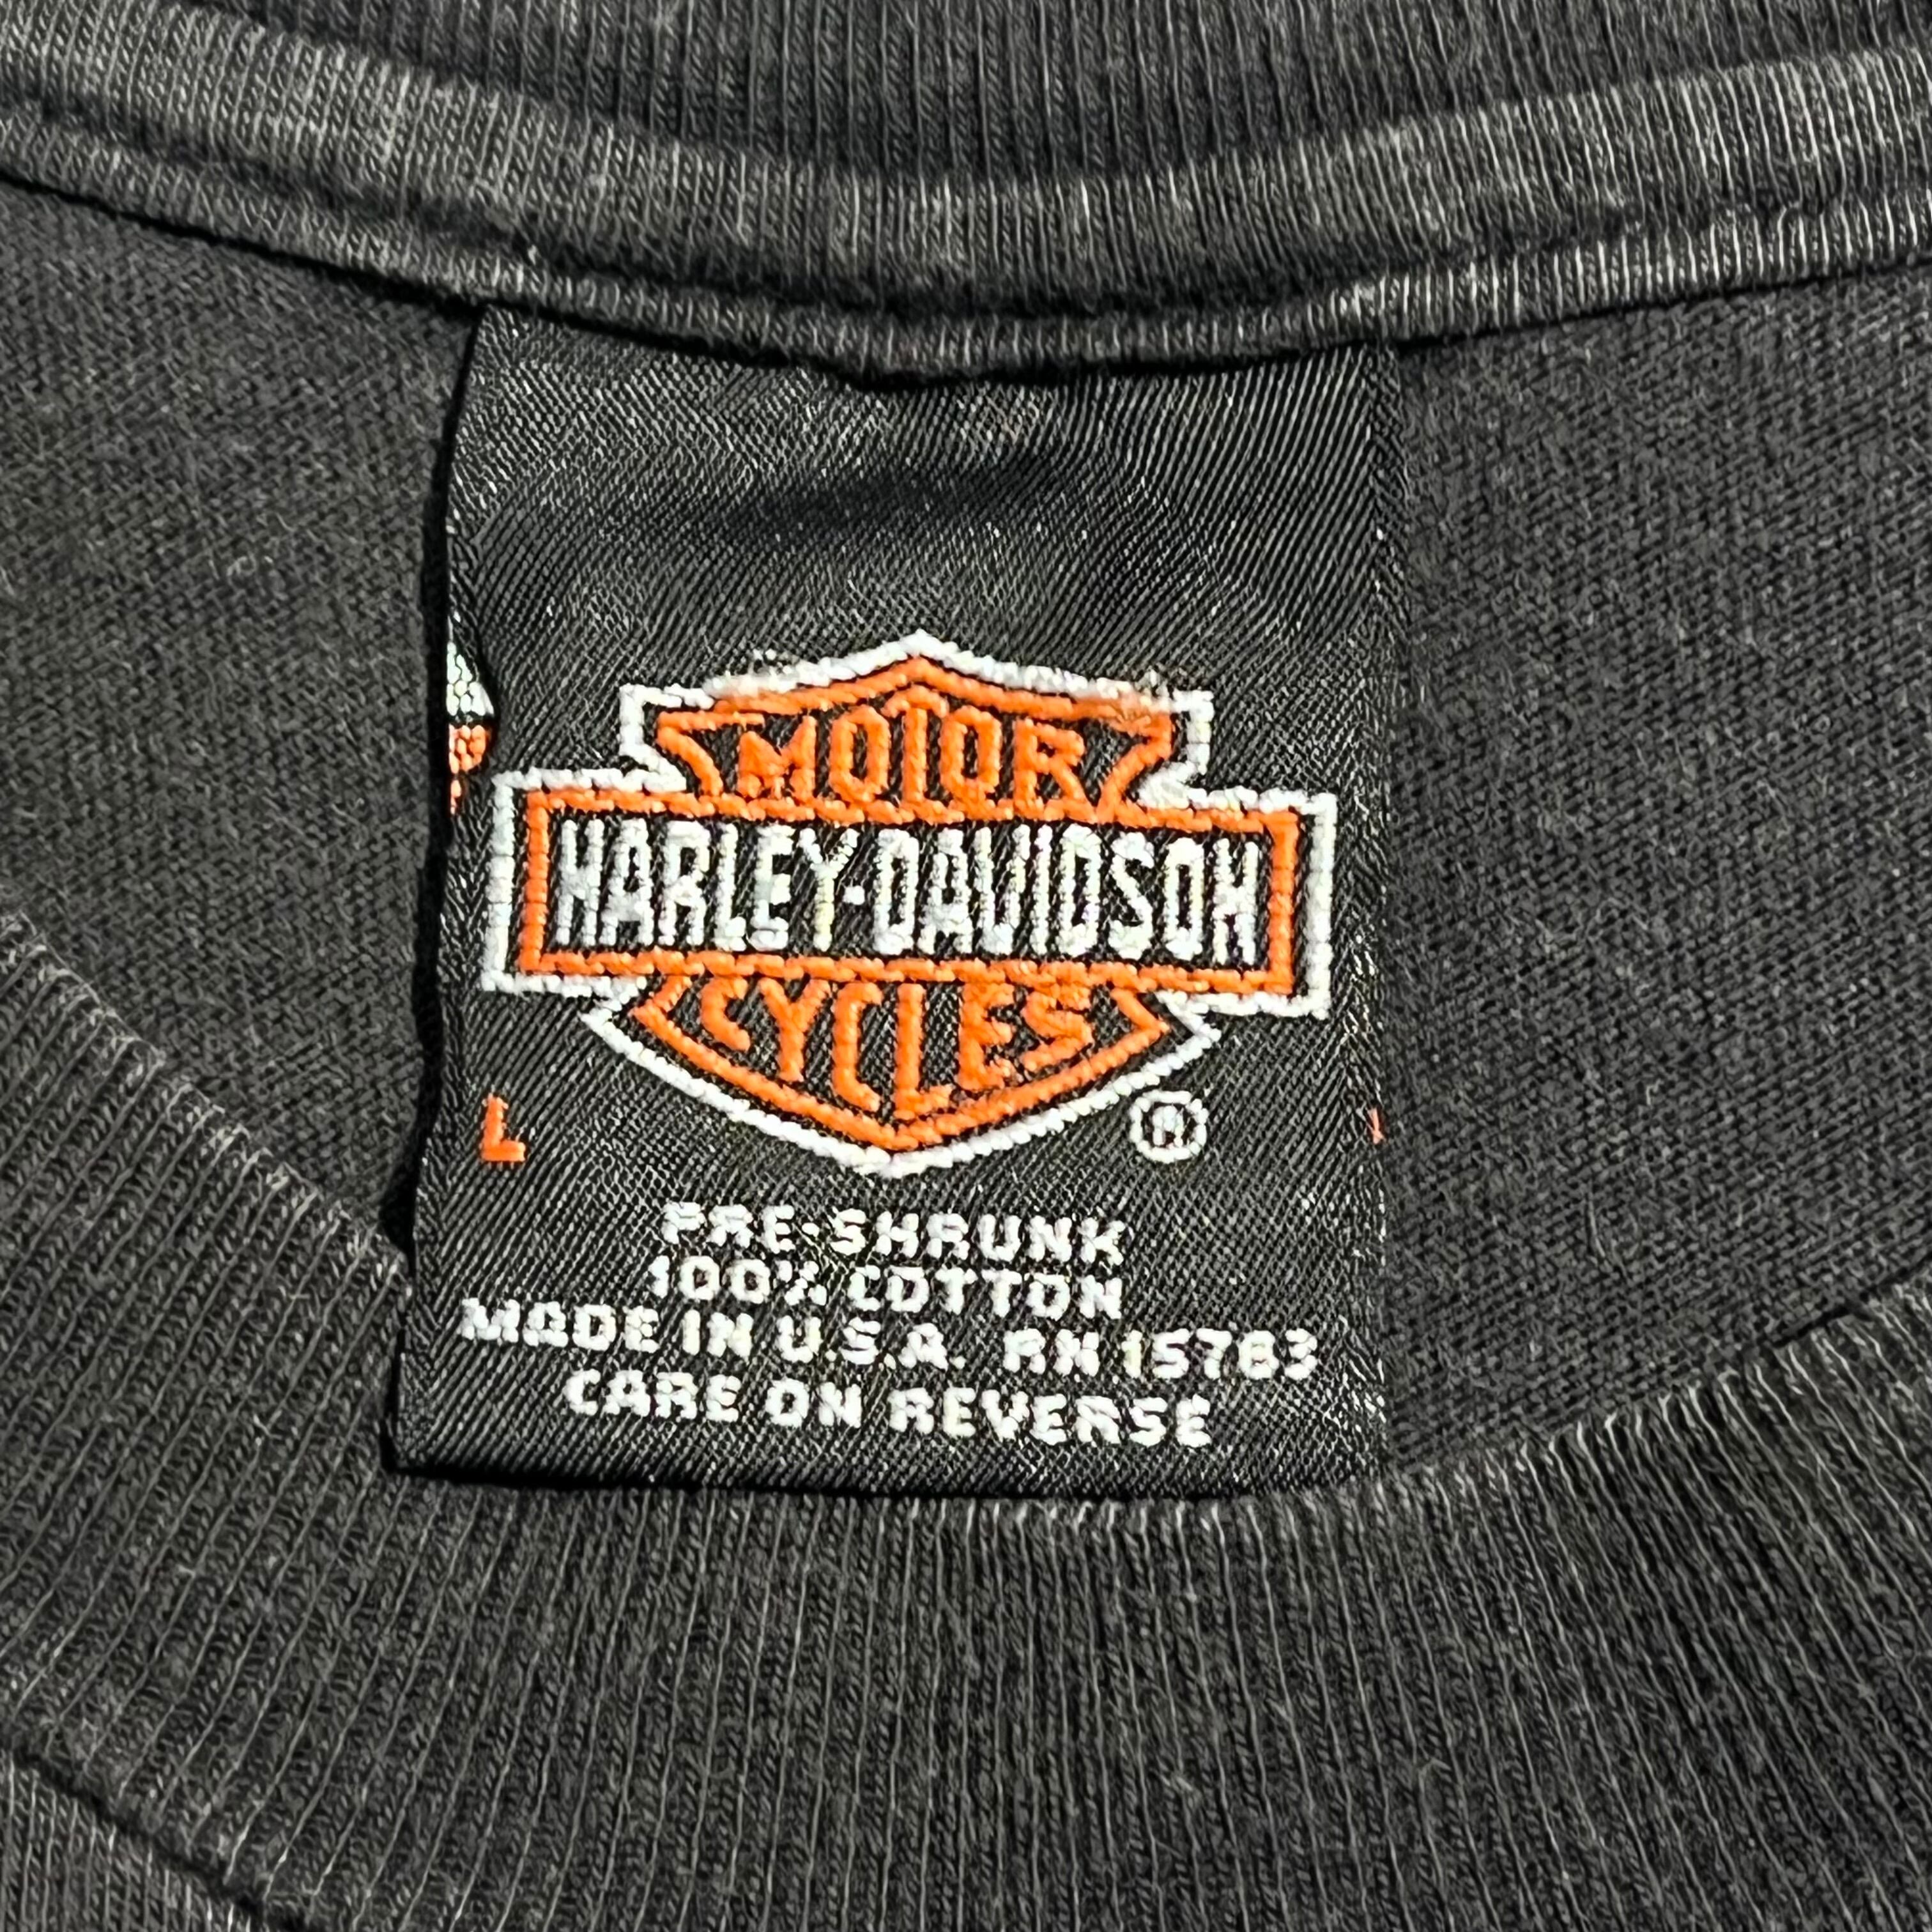 MOTOR
HARLEY-DAVIDSON
CYCLES
L
®
PRE-SHRUNK
100% COTTON
MADE IN U.S.A. RN 15763
CARE ON REVERSE